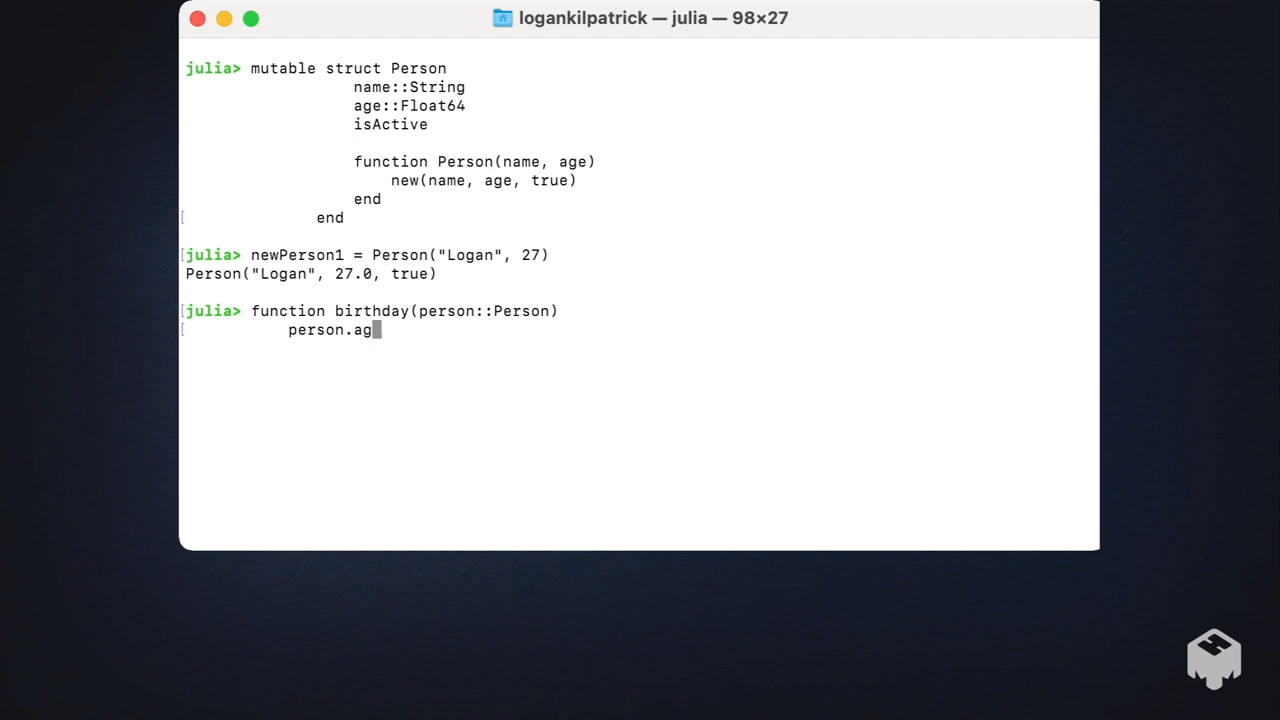 logankilpatrick — julia — 98×27
julia> mutable struct Person
name::String
age::Float64
isActive
function Person(name, age)
new(name, age, true)
end
[ end
[julia> newPerson1 = Person("Logan", 27)
Person("Logan", 27.0, true)
[julia> function birthday(person::Person)
[ person.ag